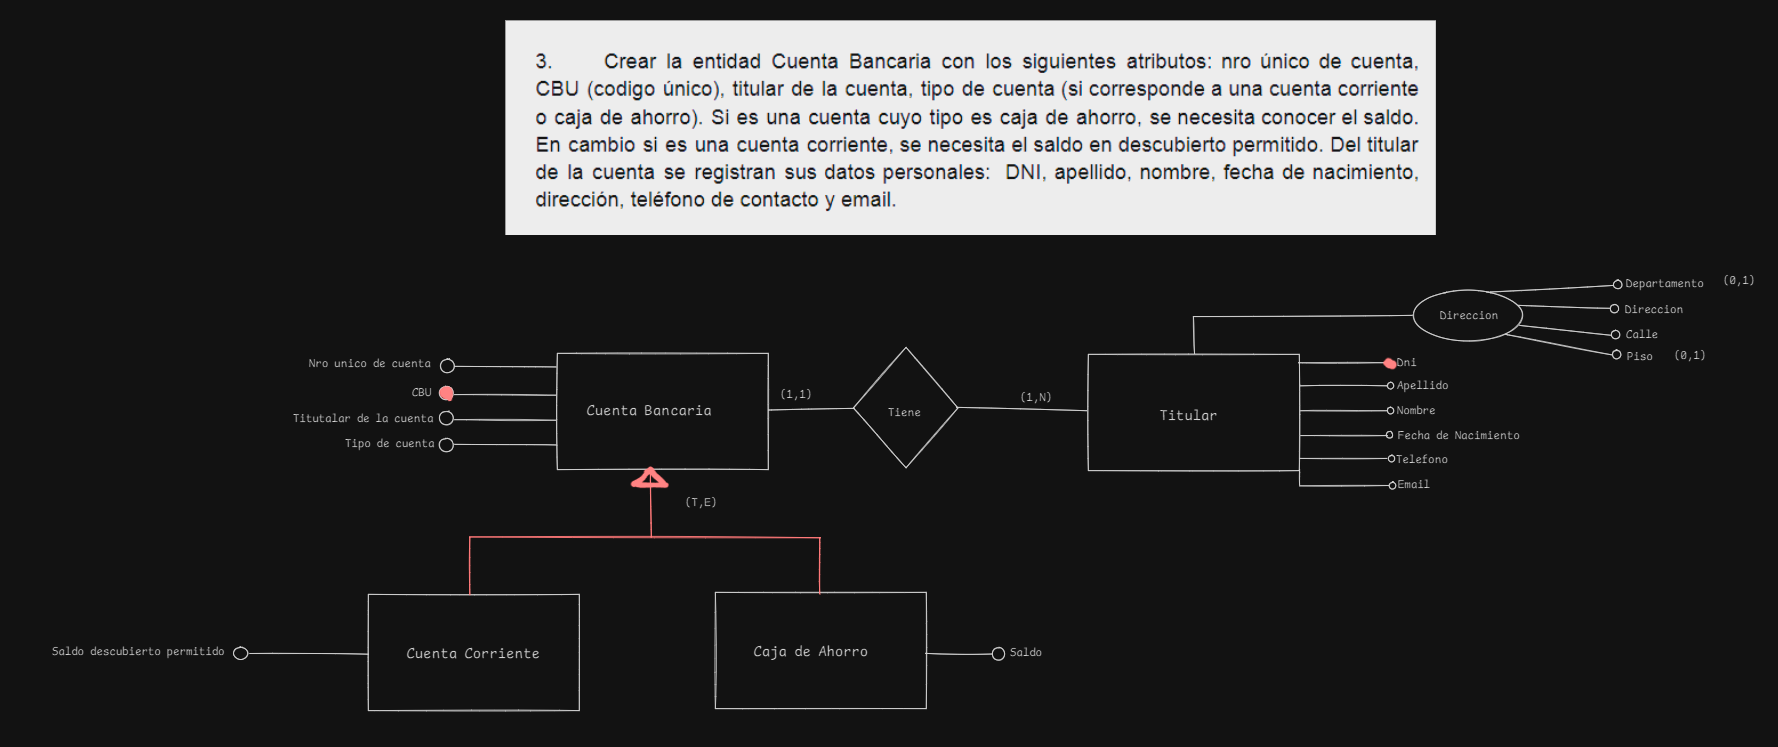 3. Crear la entidad Cuenta Bancaria con los siguientes atributos: nro único de cuenta,
CBU (codigo único), titular de la cuenta, tipo de cuenta (si corresponde a una cuenta corriente
o caja de ahorro). Si es una cuenta cuyo tipo es caja de ahorro, se necesita conocer el saldo.
En cambio si es una cuenta corriente, se necesita el saldo en descubierto permitido. Del titular
de la cuenta se registran sus datos personales: DNI, apellido, nombre, fecha de nacimiento,
dirección, teléfono de contacto y email.
Departamento (0,1)
Direccion
Direccion
Calle
Piso (0,1)
Nro unico de cuenta
CBU
Titutalar de la cuenta
Tipo de cuenta
Cuenta Bancaria
(1,1)
Tiene
(1,N)
Titular
Dni
Apellido
Nombre
Fecha de Nacimiento
Telefono
Email
(T,E)
Saldo descubierto permitido
Cuenta Corriente
Caja de Ahorro
Saldo